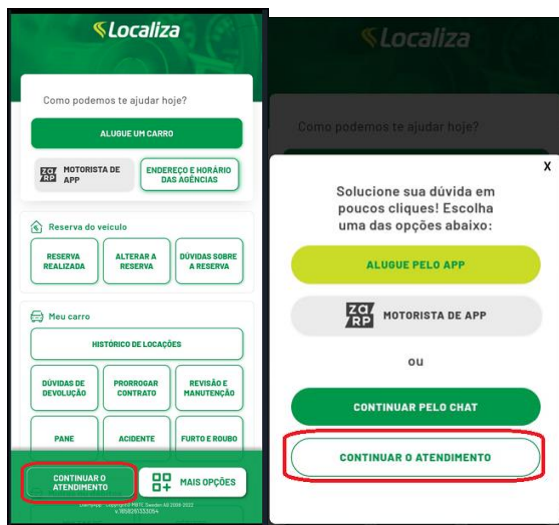 Localiza
Como podemos te ajudar hoje?
ALUGUE UM CARRO
ZARP
MOTORISTA DE
APP
ENDEREÇO E HORÁRIO
DAS AGÊNCIAS
Reserva do veículo
RESERVA
REALIZADA
ALTERAR A
RESERVA
DÚVIDAS SOBRE
A RESERVA
Meu carro
HISTÓRICO DE LOCAÇÕES
DÚVIDAS DE
DEVOLUÇÃO
PRORROGAR
CONTRATO
REVISÃO E
MANUTENÇÃO
PANE
ACIDENTE
FURTO E ROUBO
CONTINUAR O
ATENDIMENTO
MAIS OPÇÕES
Localiza
Como podemos te ajudar hoje?
X
Solucione sua dúvida em
poucos cliques! Escolha
uma das opções abaixo:
ALUGUE PELO APP
ZARP
MOTORISTA DE APP
ou
CONTINUAR PELO CHAT
CONTINUAR O ATENDIMENTO